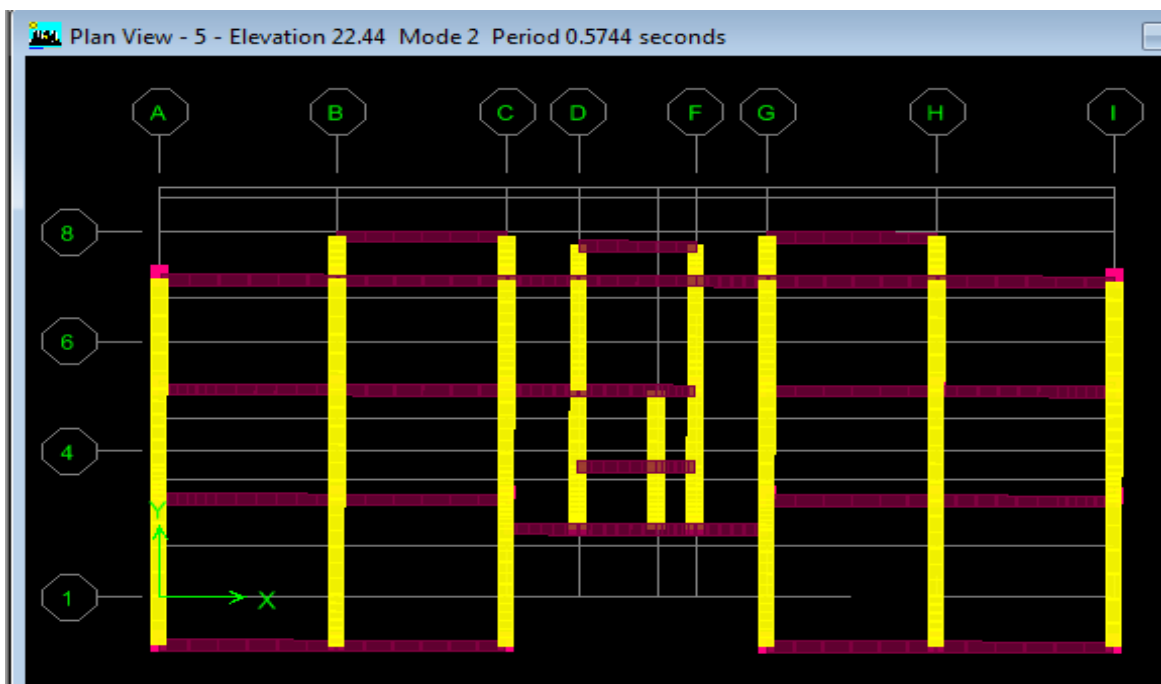 Plan View - 5 - Elevation 22.44 Mode 2 Period 0.5744 seconds
A B C D F G H I
8
6
4
Y
X
1